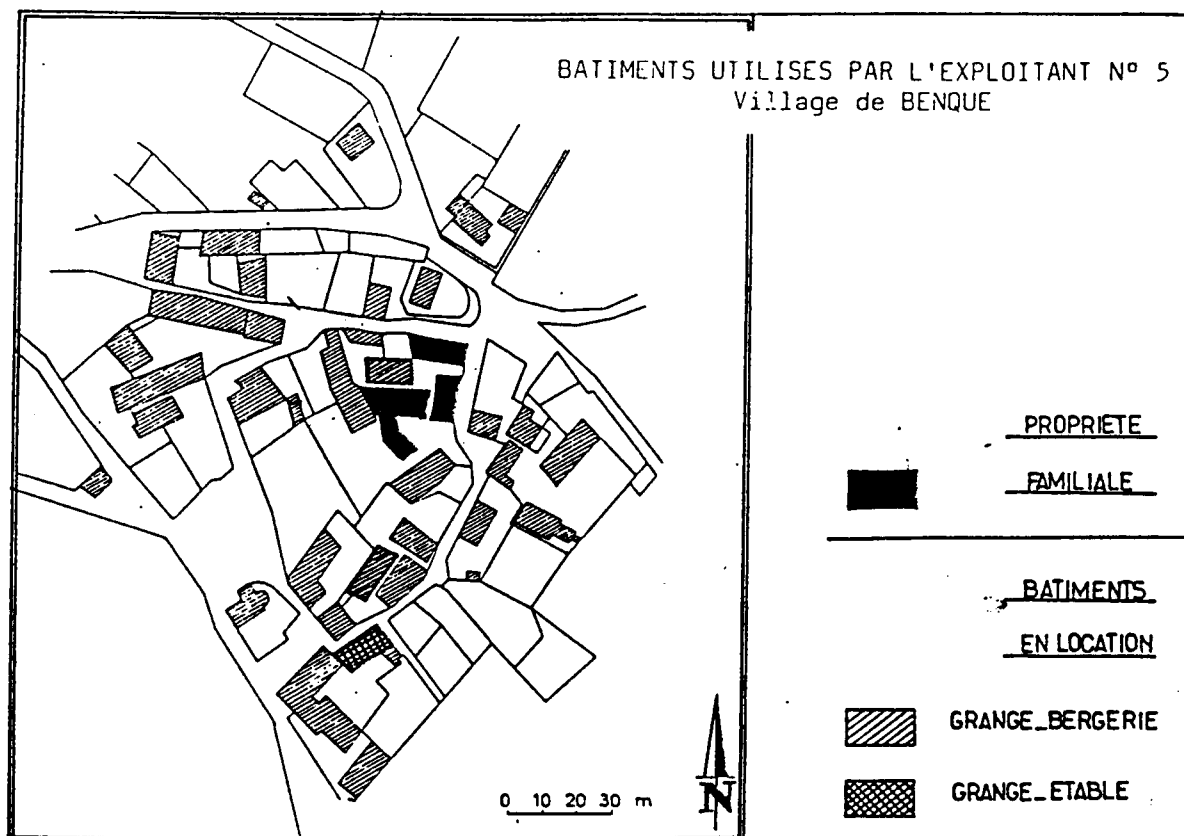 BATIMENTS UTILISES PAR L'EXPLOITANT Nº 5
Village de BENQUE
PROPRIETE
FAMILIALE
BATIMENTS
EN LOCATION
GRANGE_BERGERIE
GRANGE_ETABLE
0 10 20 30 m
N